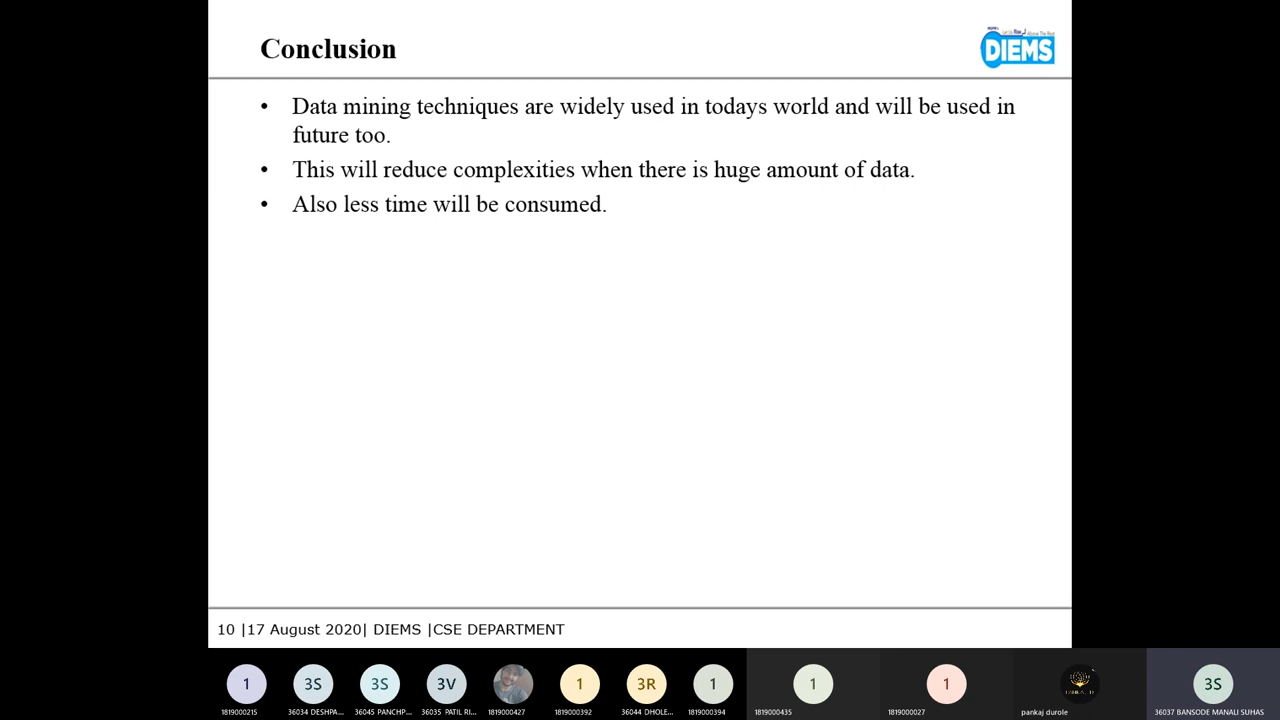 Conclusion
DIEMS
• Data mining techniques are widely used in todays world and will be used in
future too.
• This will reduce complexities when there is huge amount of data.
• Also less time will be consumed.
10 |17 August 2020| DIEMS |CSE DEPARTMENT
1 3S 3S 3V 1 3R 1 1 1 3S
1819000215 36034 DESHPA... 36045 PANCHP... 36035 PATIL RI... 1819000427 1819000392 36044 DHOLE... 1819000394 1819000435 1819000027 pankaj durole 36037 BANSODE MANALI SUHAS